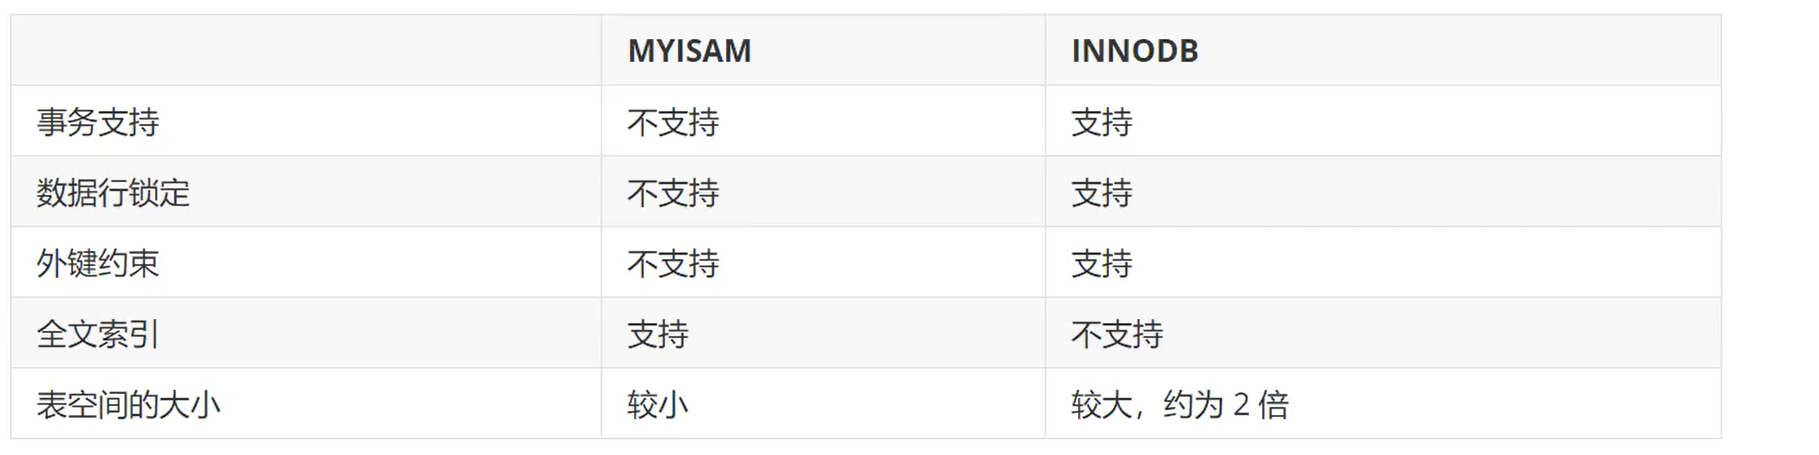 MYISAM INNODB
事务支持 不支持 支持
数据行锁定 不支持 支持
外键约束 不支持 支持
全文索引 支持 不支持
表空间的大小 较小 较大，约为 2 倍